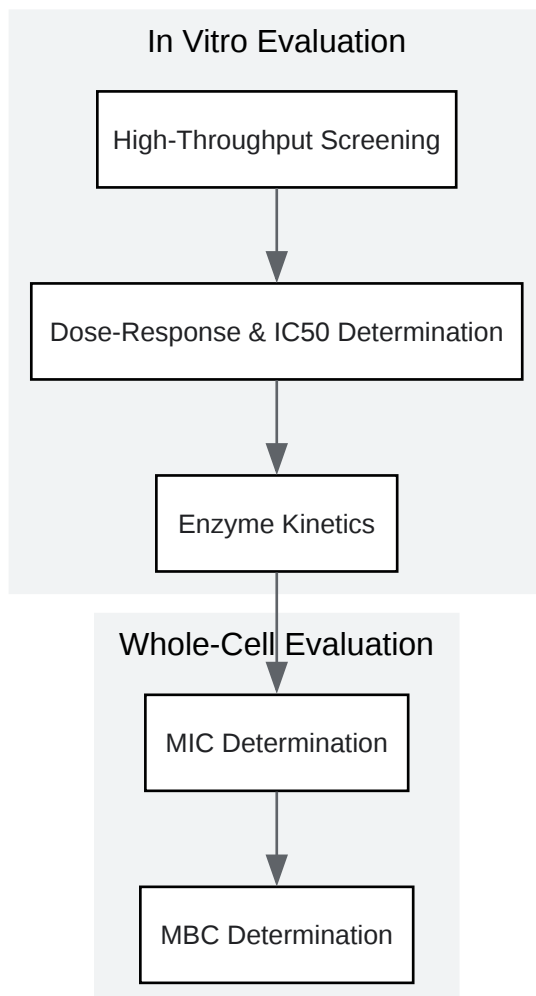 In Vitro Evaluation
High-Throughput Screening
Dose-Response & IC50 Determination
Enzyme Kinetics
Whole-Cell Evaluation
MIC Determination
MBC Determination